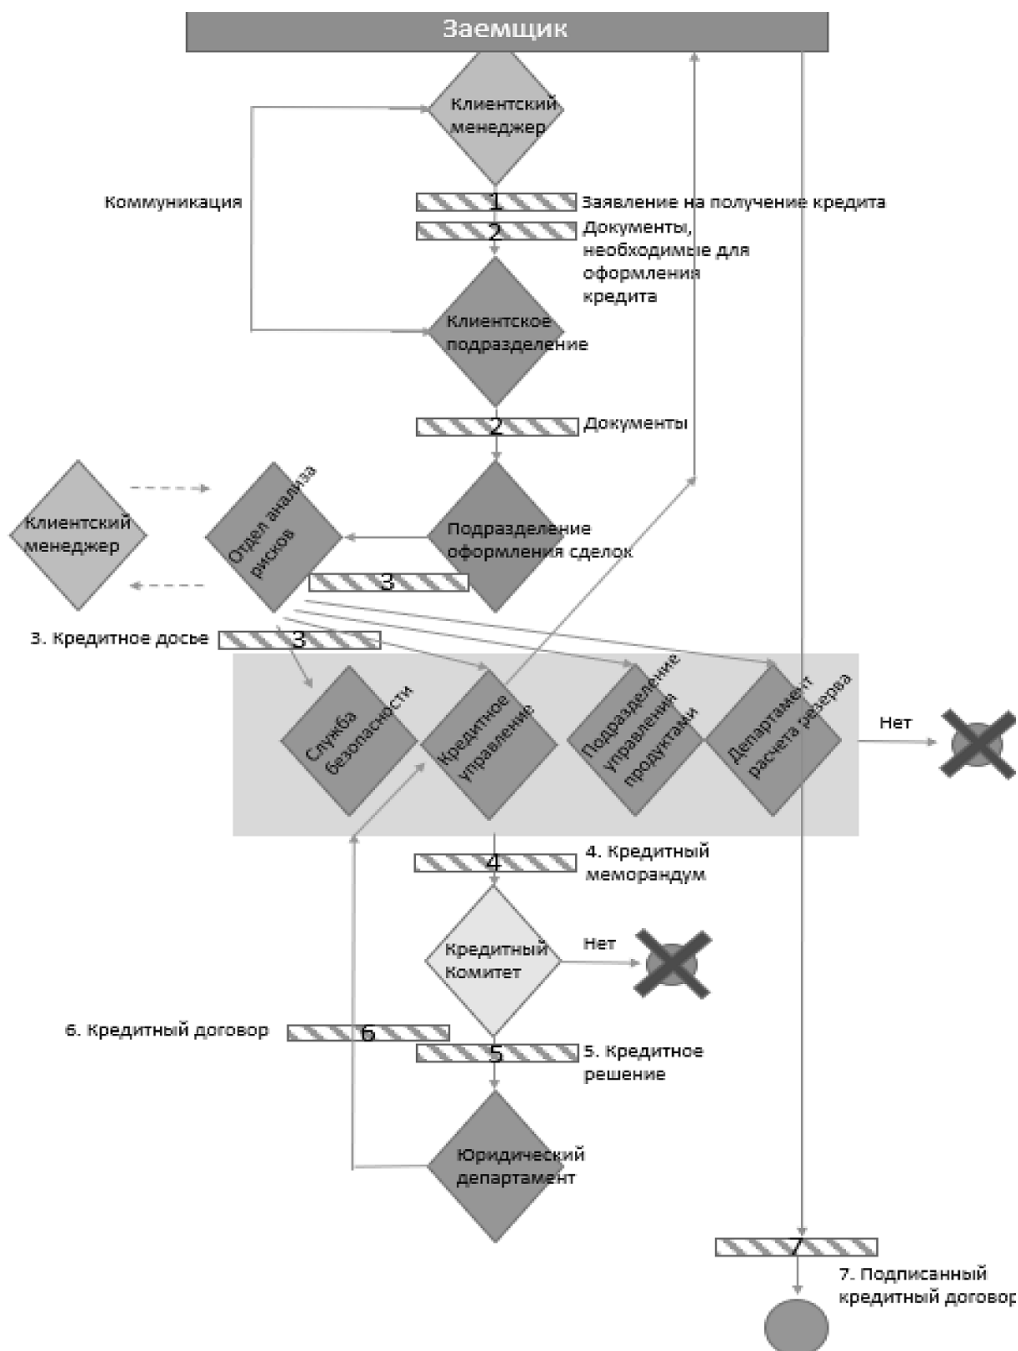 Заемщик
Клиентский
менеджер
Коммуникация
1
Заявление на получение кредита
2
Документы,
необходимые для
оформления
кредита
Клиентское
подразделение
2
Документы
Клиентский
менеджер
Отдел анализа
рисков
Подразделение
оформления сделок
3
3. Кредитное досье
3
Служба
безопасности
Кредитное
управление
Подразделение
управления
продуктами
Департамент
расчета резерва
Нет
4
4. Кредитный
меморандум
Кредитный
Комитет
Нет
6. Кредитный договор
6
5
5. Кредитное
решение
Юридический
департамент
7
7. Подписанный
кредитный договор